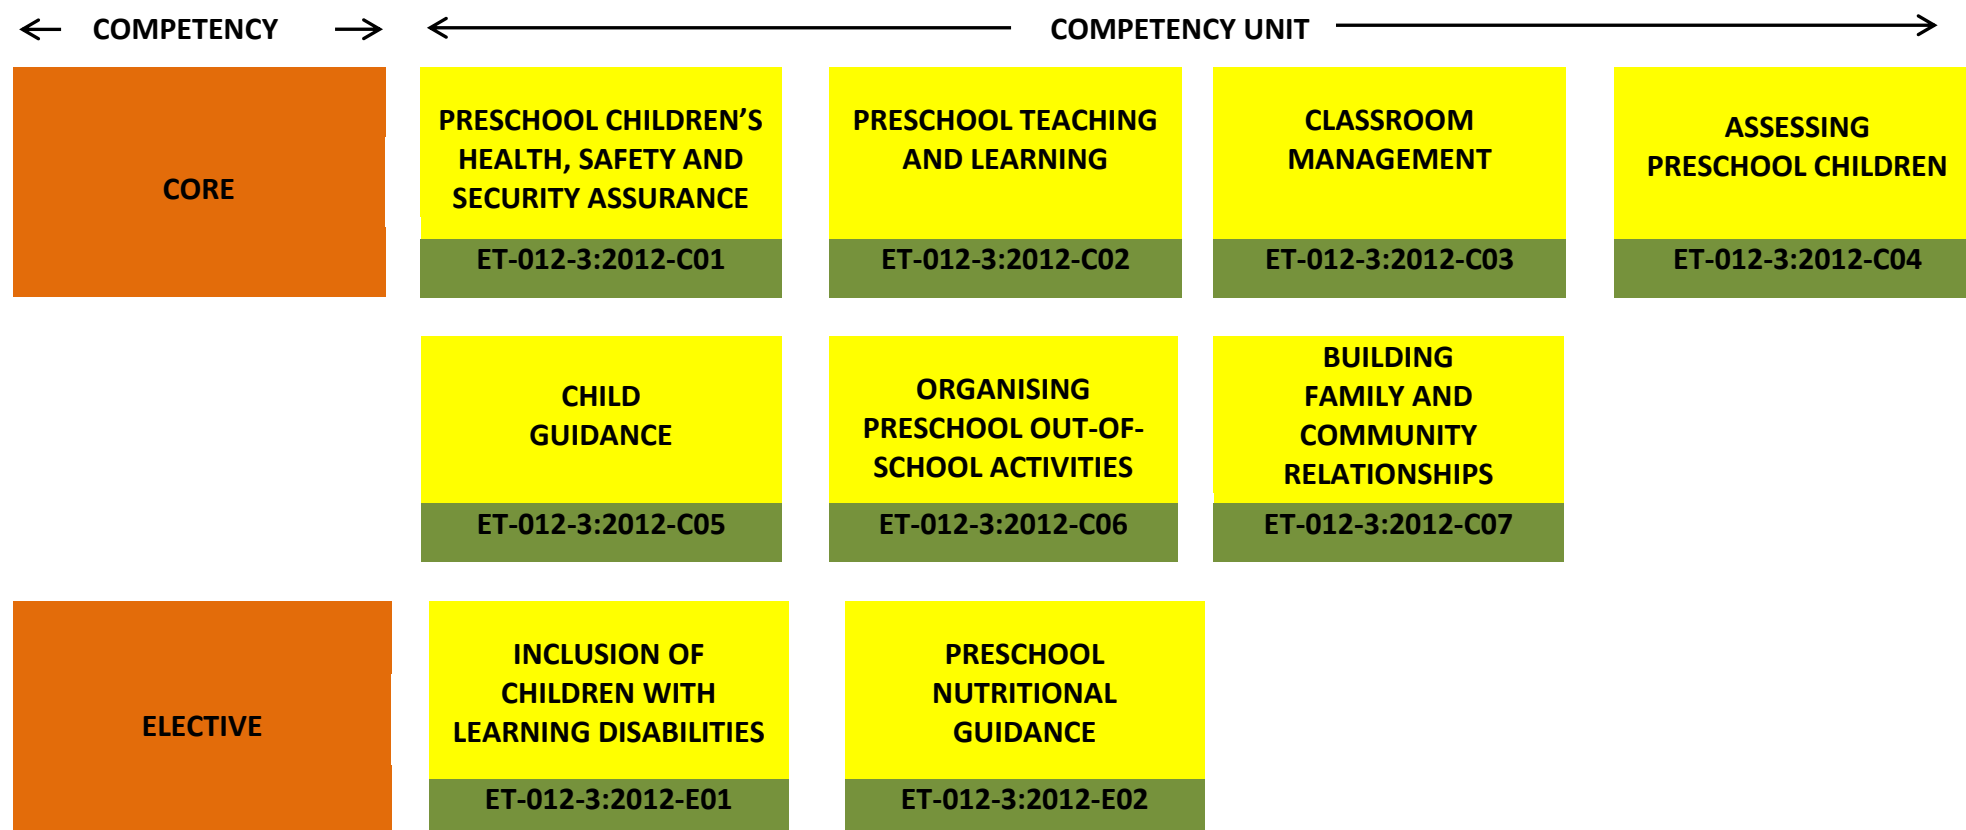 COMPETENCY
COMPETENCY UNIT
CORE
PRESCHOOL CHILDREN’S
HEALTH, SAFETY AND
SECURITY ASSURANCE
ET-012-3:2012-C01
PRESCHOOL TEACHING
AND LEARNING
ET-012-3:2012-C02
CLASSROOM
MANAGEMENT
ET-012-3:2012-C03
ASSESSING
PRESCHOOL CHILDREN
ET-012-3:2012-C04
CHILD
GUIDANCE
ET-012-3:2012-C05
ORGANISING
PRESCHOOL OUT-OF-
SCHOOL ACTIVITIES
ET-012-3:2012-C06
BUILDING
FAMILY AND
COMMUNITY
RELATIONSHIPS
ET-012-3:2012-C07
ELECTIVE
INCLUSION OF
CHILDREN WITH
LEARNING DISABILITIES
ET-012-3:2012-E01
PRESCHOOL
NUTRITIONAL
GUIDANCE
ET-012-3:2012-E02